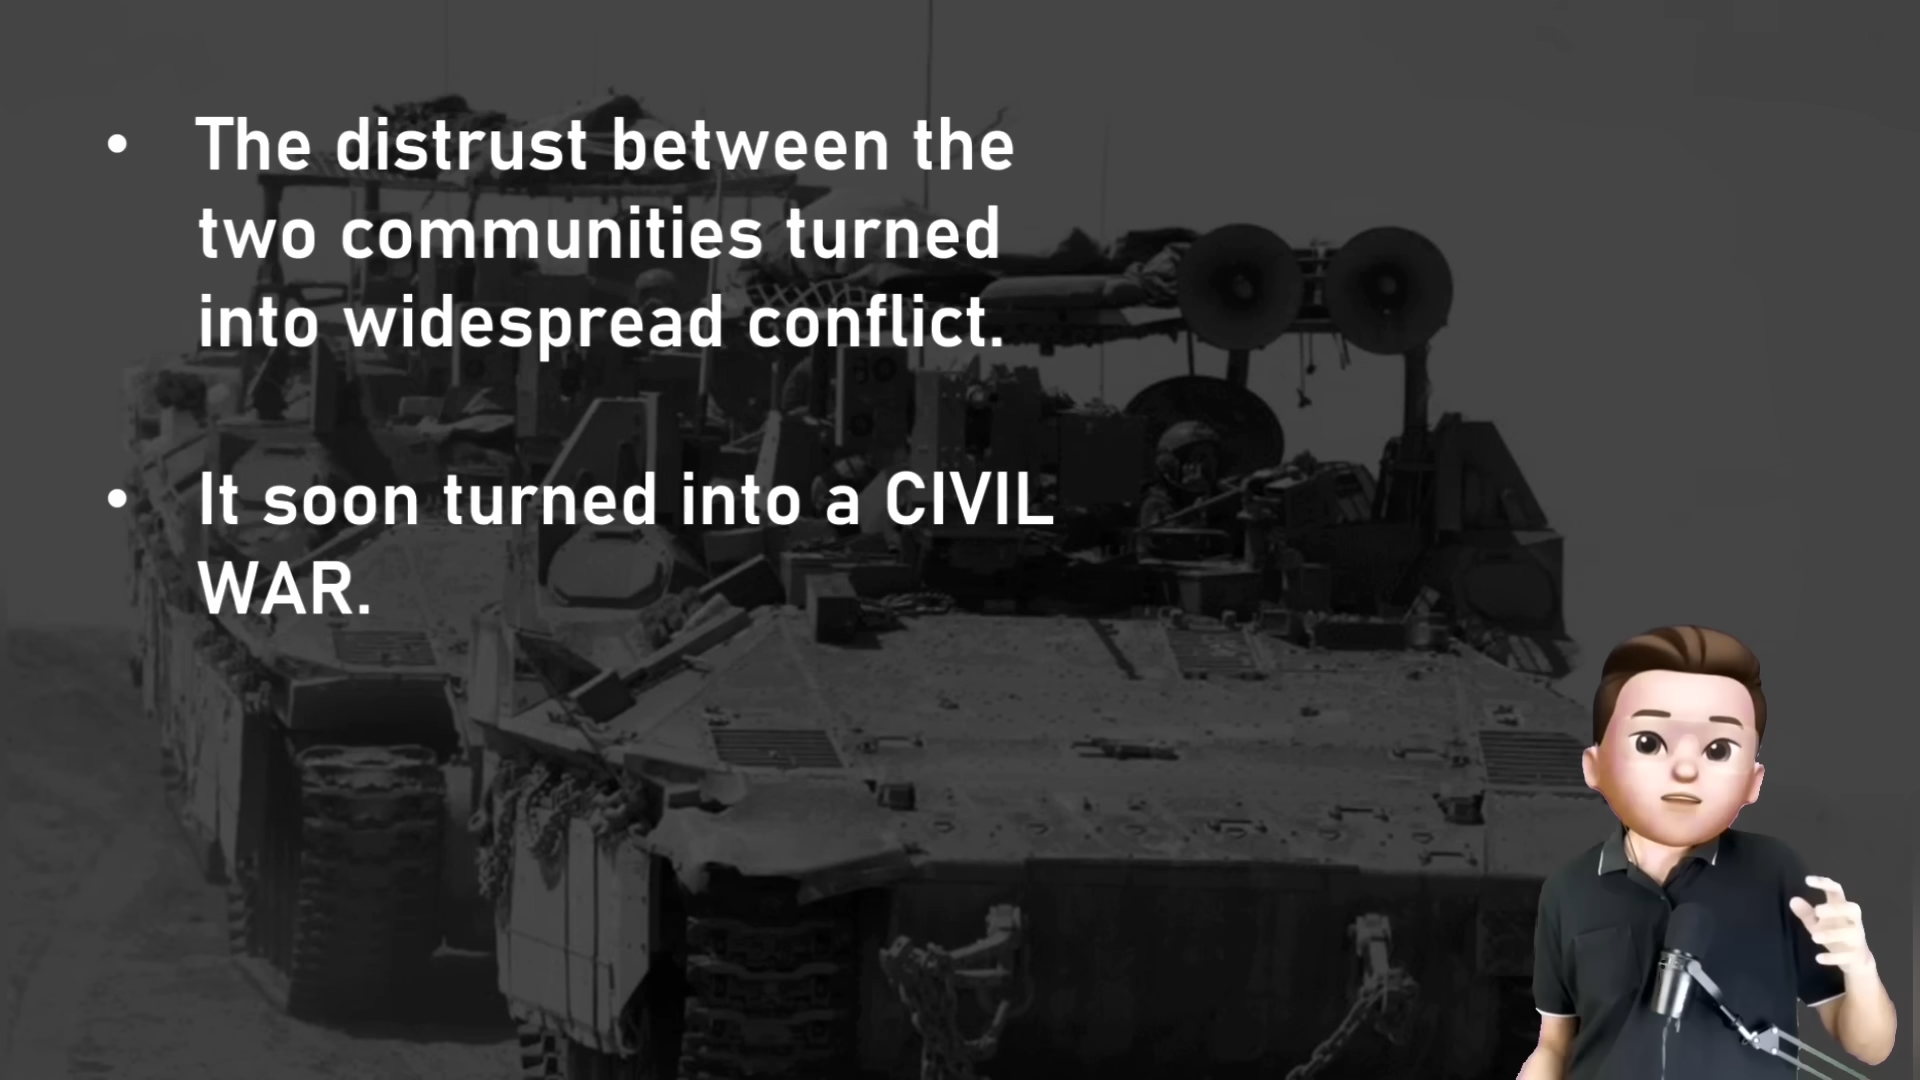 • The distrust between the
two communities turned
into widespread conflict.
• It soon turned into a CIVIL
WAR.